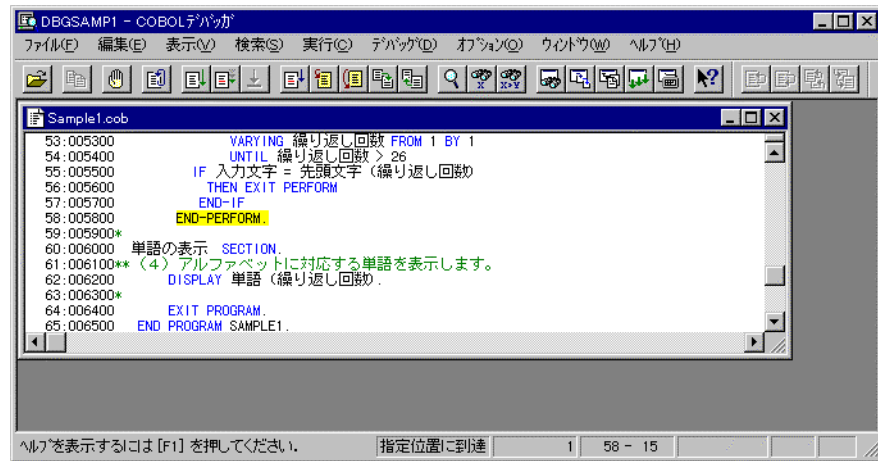 DBGSAMP1 - COBOLデバッガ
ファイル(F) 編集(E) 表示(V) 検索(S) 実行(C) デバッグ(D) オプション(O) ウィンドウ(W) ヘルプ(H)
Sample1.cob
53:005300 VARYING 繰り返し回数 FROM 1 BY 1
54:005400 UNTIL 繰り返し回数 > 26
55:005500 IF 入力文字 = 先頭文字 (繰り返し回数)
56:005600 THEN EXIT PERFORM
57:005700 END-IF
58:005800 END-PERFORM.
59:005900*
60:006000 単語の表示 SECTION.
61:006100** (4) アルファベットに対応する単語を表示します。
62:006200 DISPLAY 単語 (繰り返し回数).
63:006300*
64:006400 EXIT PROGRAM.
65:006500 END PROGRAM SAMPLE1.
ヘルプを表示するには [F1] を押してください. 指定位置に到達 1 58 - 15